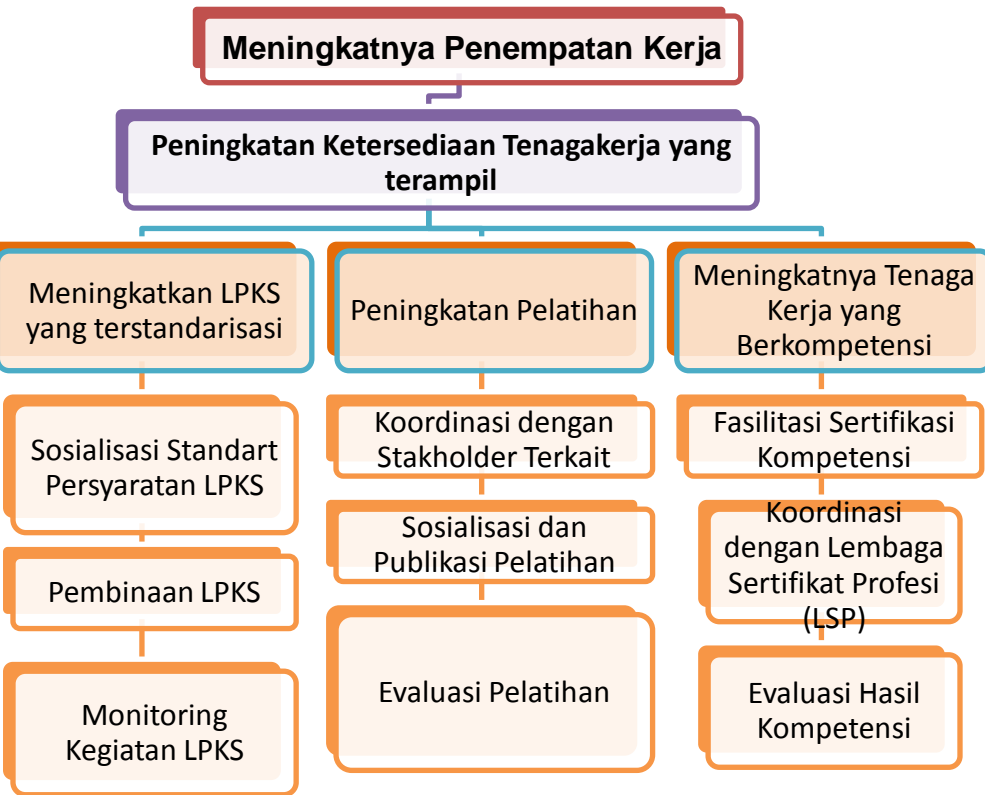 Meningkatnya Penempatan Kerja
Peningkatan Ketersediaan Tenagakerja yang
terampil
Meningkatkan LPKS
yang terstandarisasi
Sosialisasi Standart
Persyaratan LPKS
Pembinaan LPKS
Monitoring
Kegiatan LPKS
Peningkatan Pelatihan
Koordinasi dengan
Stakholder Terkait
Sosialisasi dan
Publikasi Pelatihan
Evaluasi Pelatihan
Meningkatnya Tenaga
Kerja yang
Berkompetensi
Fasilitasi Sertifikasi
Kompetensi
Koordinasi
dengan Lembaga
Sertifikat Profesi
(LSP)
Evaluasi Hasil
Kompetensi